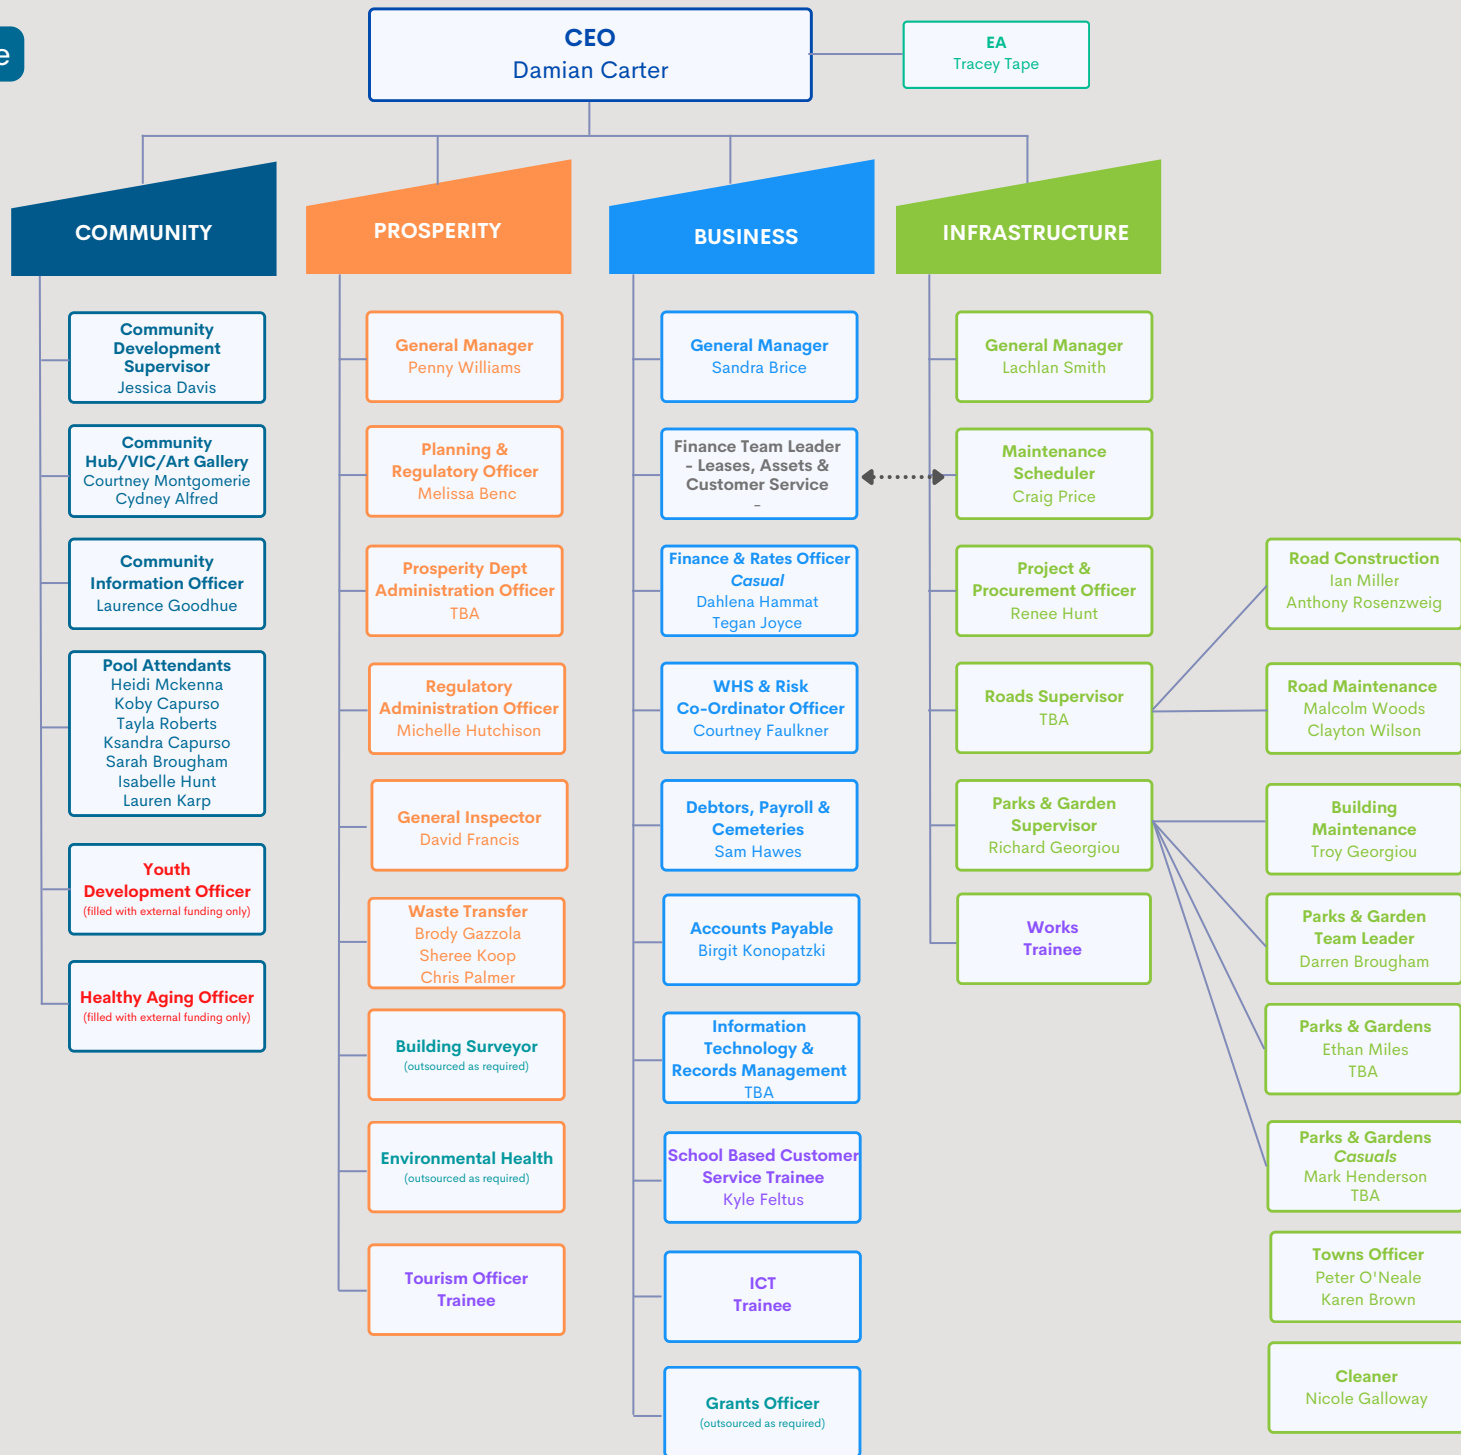 e
CEO
Damian Carter
EA
Tracey Tape
COMMUNITY
PROSPERITY
BUSINESS
INFRASTRUCTURE
Community
Development
Supervisor
Jessica Davis
Community
Hub/VIC/Art Gallery
Courtney Montgomerie
Cydney Alfred
Community
Information Officer
Laurence Goodhue
Pool Attendants
Heidi Mckenna
Koby Capurso
Tayla Roberts
Ksandra Capurso
Sarah Brougham
Isabelle Hunt
Lauren Karp
Youth
Development Officer
(filled with external funding only)
Healthy Aging Officer
(filled with external funding only)
General Manager
Penny Williams
Planning &
Regulatory Officer
Melissa Benc
Prosperity Dept
Administration Officer
TBA
Regulatory
Administration Officer
Michelle Hutchison
General Inspector
David Francis
Waste Transfer
Brody Gazzola
Sheree Koop
Chris Palmer
Building Surveyor
(outsourced as required)
Environmental Health
(outsourced as required)
Tourism Officer
Trainee
General Manager
Sandra Brice
Finance Team Leader
- Leases, Assets &
Customer Service
-
Finance & Rates Officer
Casual
Dahlena Hammat
Tegan Joyce
WHS & Risk
Co-Ordinator Officer
Courtney Faulkner
Debtors, Payroll &
Cemeteries
Sam Hawes
Accounts Payable
Birgit Konopatzki
Information
Technology &
Records Management
TBA
School Based Customer
Service Trainee
Kyle Feltus
ICT
Trainee
Grants Officer
(outsourced as required)
General Manager
Lachlan Smith
Maintenance
Scheduler
Craig Price
Project &
Procurement Officer
Renee Hunt
Roads Supervisor
TBA
Parks & Garden
Supervisor
Richard Georgiou
Works
Trainee
Road Construction
Ian Miller
Anthony Rosenzweig
Road Maintenance
Malcolm Woods
Clayton Wilson
Building
Maintenance
Troy Georgiou
Parks & Garden
Team Leader
Darren Brougham
Parks & Gardens
Ethan Miles
TBA
Parks & Gardens
Casuals
Mark Henderson
TBA
Towns Officer
Peter O'Neale
Karen Brown
Cleaner
Nicole Galloway